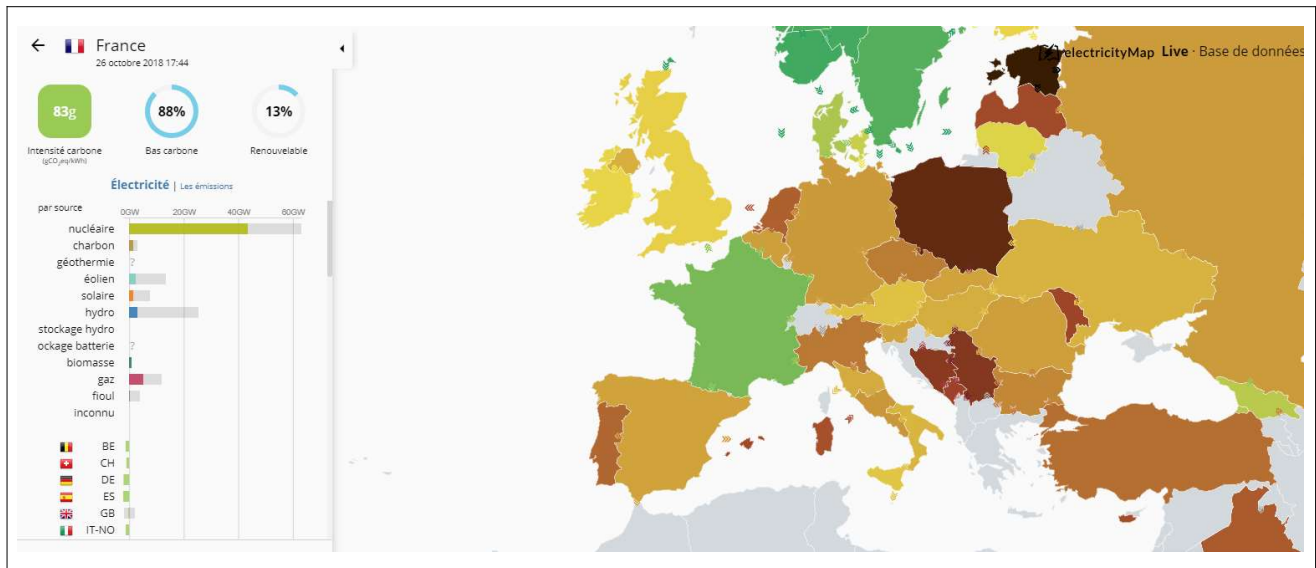 France
26 octobre 2018 17:44
83g
88%
13%
Intensité carbone
(gCO₂eq/kWh)
Bas carbone
Renouvelable
Électricité | Les émissions
par source
0GW 20GW 40GW 60GW
nucléaire
charbon
géothermie ?
éolien
solaire
hydro
stockage hydro
ockage batterie ?
biomasse
gaz
fioul
inconnu
BE
CH
DE
ES
GB
IT-NO
electricityMap Live · Base de données